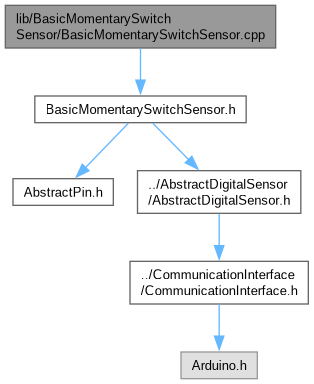 lib/BasicMomentarySwitch
Sensor/BasicMomentarySwitchSensor.cpp
BasicMomentarySwitchSensor.h
AbstractPin.h
../AbstractDigitalSensor
/AbstractDigitalSensor.h
../CommunicationInterface
/CommunicationInterface.h
Arduino.h